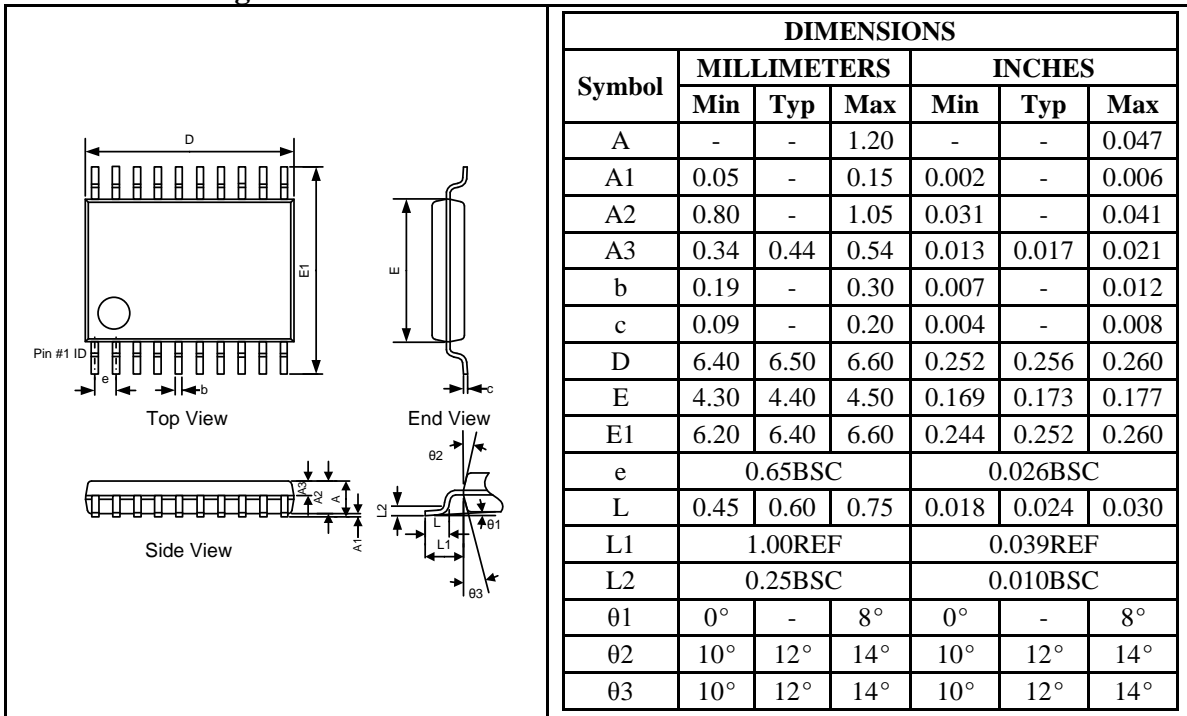 D
E1
E
Pin #1 ID
e
b
c
Top View
End View
θ2
A3
A2
A
A1
L2
L
L1
θ1
θ3
Side View
DIMENSIONS
Symbol MILLIMETERS INCHES
Min Typ Max Min Typ Max
A - - 1.20 - - 0.047
A1 0.05 - 0.15 0.002 - 0.006
A2 0.80 - 1.05 0.031 - 0.041
A3 0.34 0.44 0.54 0.013 0.017 0.021
b 0.19 - 0.30 0.007 - 0.012
c 0.09 - 0.20 0.004 - 0.008
D 6.40 6.50 6.60 0.252 0.256 0.260
E 4.30 4.40 4.50 0.169 0.173 0.177
E1 6.20 6.40 6.60 0.244 0.252 0.260
e 0.65BSC 0.026BSC
L 0.45 0.60 0.75 0.018 0.024 0.030
L1 1.00REF 0.039REF
L2 0.25BSC 0.010BSC
θ1 0° - 8° 0° - 8°
θ2 10° 12° 14° 10° 12° 14°
θ3 10° 12° 14° 10° 12° 14°